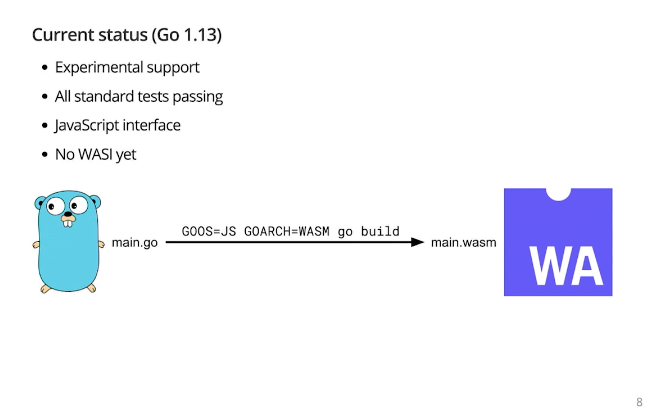 Current status (Go 1.13)
• Experimental support
• All standard tests passing
• JavaScript interface
• No WASI yet
GOOS=JS GOARCH=WASM go build
main.go
main.wasm
WA
8